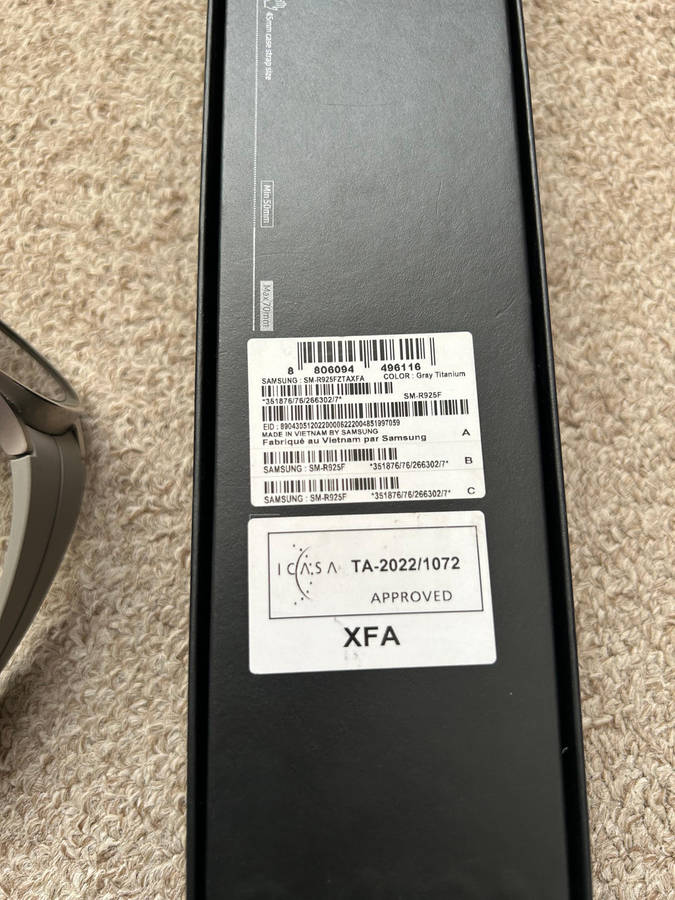 45mm case strap size
Min 50mm
Max 70mm
8 806094 496116
SAMSUNG : SM-R925FZTAXFA COLOR : Gray Titanium
*351876/76/266302/7* SM-R925F
EID : 89043051202200006222004851997059
MADE IN VIETNAM BY SAMSUNG
Fabriqué au Vietnam par Samsung A
B
SAMSUNG : SM-R925F *351876/76/266302/7*
C
SAMSUNG : SM-R925F *351876/76/266302/7*
ICASA TA-2022/1072
APPROVED
XFA